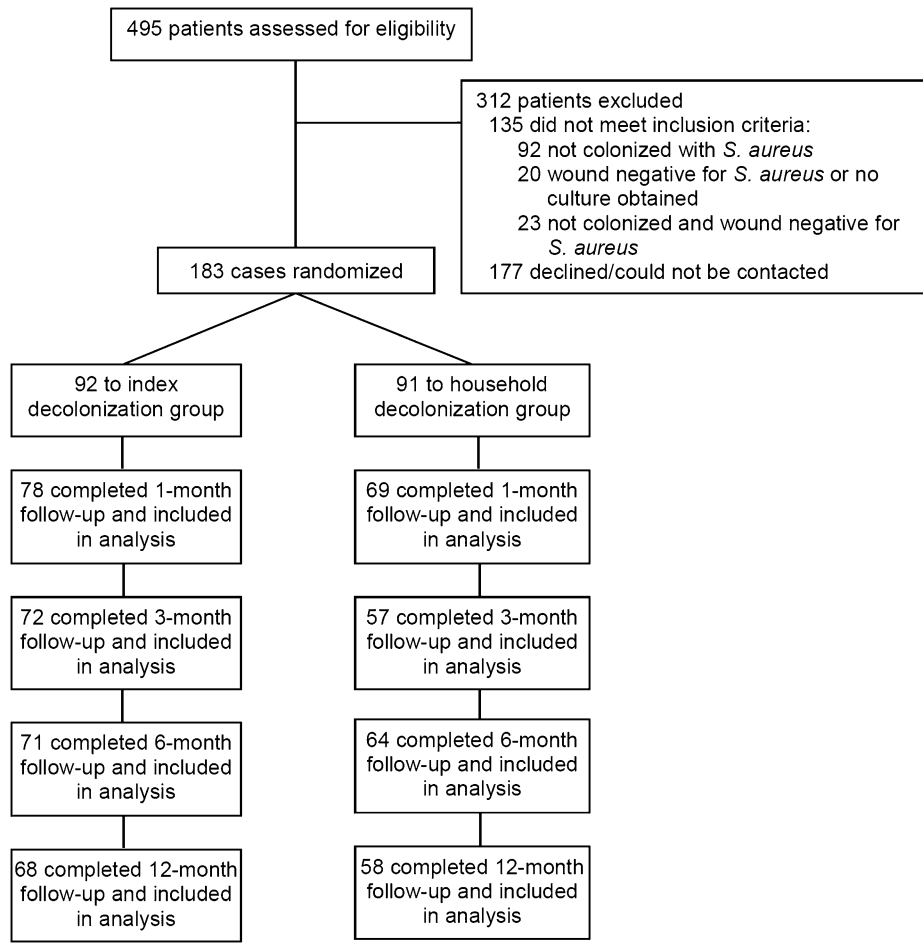 495 patients assessed for eligibility
312 patients excluded
135 did not meet inclusion criteria:
92 not colonized with S. aureus
20 wound negative for S. aureus or no
culture obtained
23 not colonized and wound negative for
S. aureus
177 declined/could not be contacted
183 cases randomized
92 to index
decolonization group
91 to household
decolonization group
78 completed 1-month
follow-up and included
in analysis
69 completed 1-month
follow-up and included
in analysis
72 completed 3-month
follow-up and included
in analysis
57 completed 3-month
follow-up and included
in analysis
71 completed 6-month
follow-up and included
in analysis
64 completed 6-month
follow-up and included
in analysis
68 completed 12-month
follow-up and included
in analysis
58 completed 12-month
follow-up and included
in analysis